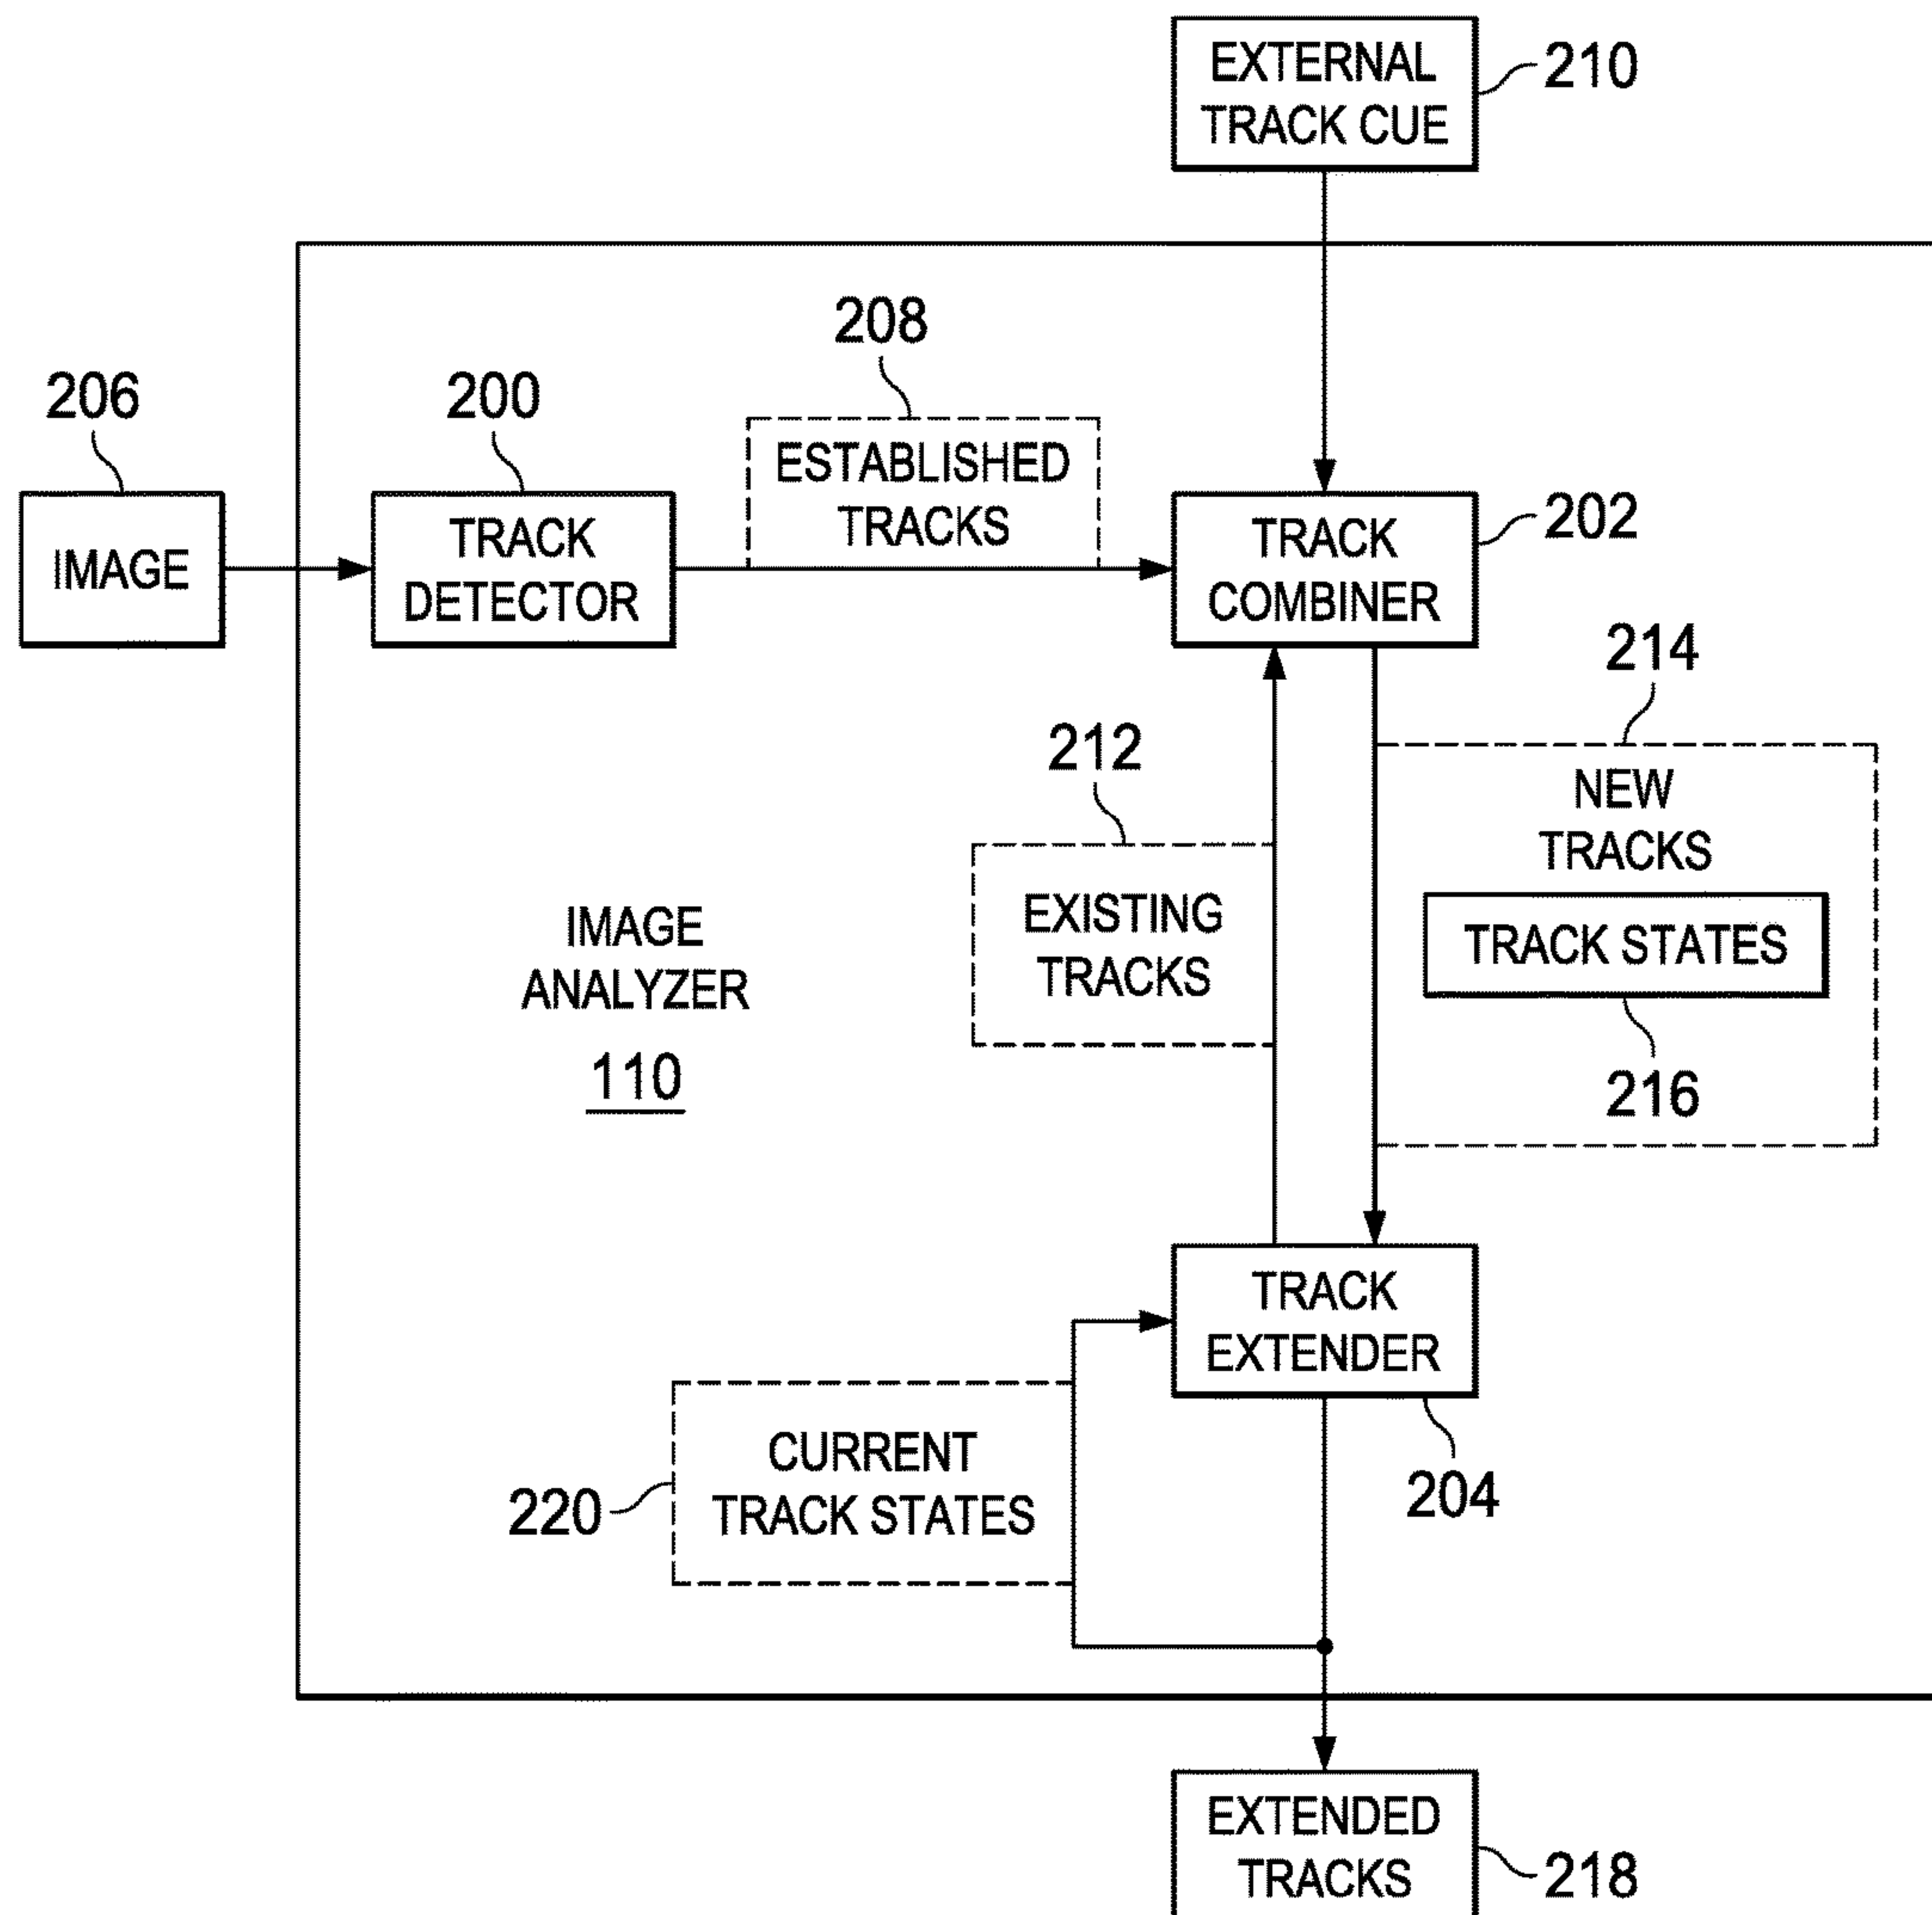 EXTERNAL
TRACK CUE
210
208
206
200
ESTABLISHED
TRACKS
202
IMAGE
TRACK
DETECTOR
TRACK
COMBINER
214
212
NEW
TRACKS
EXISTING
TRACKS
TRACK STATES
IMAGE
ANALYZER
110
216
TRACK
EXTENDER
CURRENT
TRACK STATES
220
204
EXTENDED
TRACKS
218